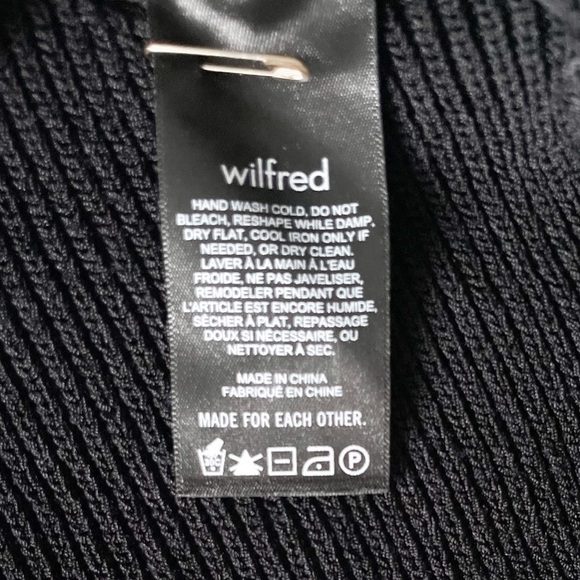 wilfred
HAND WASH COLD, DO NOT
BLEACH, RESHAPE WHILE DAMP.
DRY FLAT, COOL IRON ONLY IF
NEEDED, OR DRY CLEAN.
LAVER À LA MAIN À L'EAU
FROIDE, NE PAS JAVELISER,
REMODELER PENDANT QUE
L'ARTICLE EST ENCORE HUMIDE,
SÉCHER À PLAT, REPASSAGE
DOUX SI NÉCESSAIRE, OU
NETTOYER À SEC.
MADE IN CHINA
FABRIQUÉ EN CHINE
MADE FOR EACH OTHER.
P